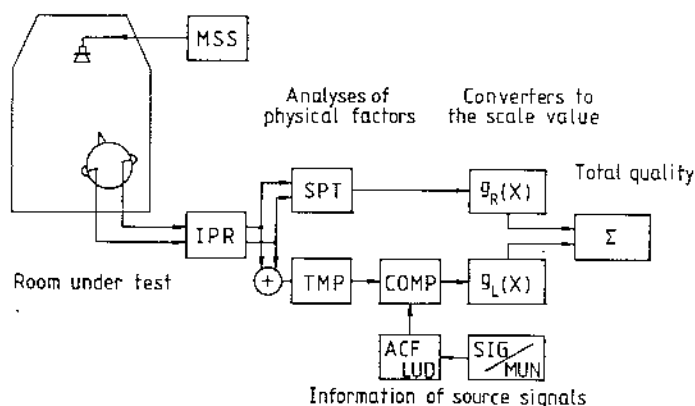 MSS
Analyses of
physical factors
Converters to
the scale value
SPT
g_R(X)
Total quality
IPR
Σ
Room under test
+
TMP
COMP
g_L(X)
ACF
LUD
SIG/
MUN
Information of source signals